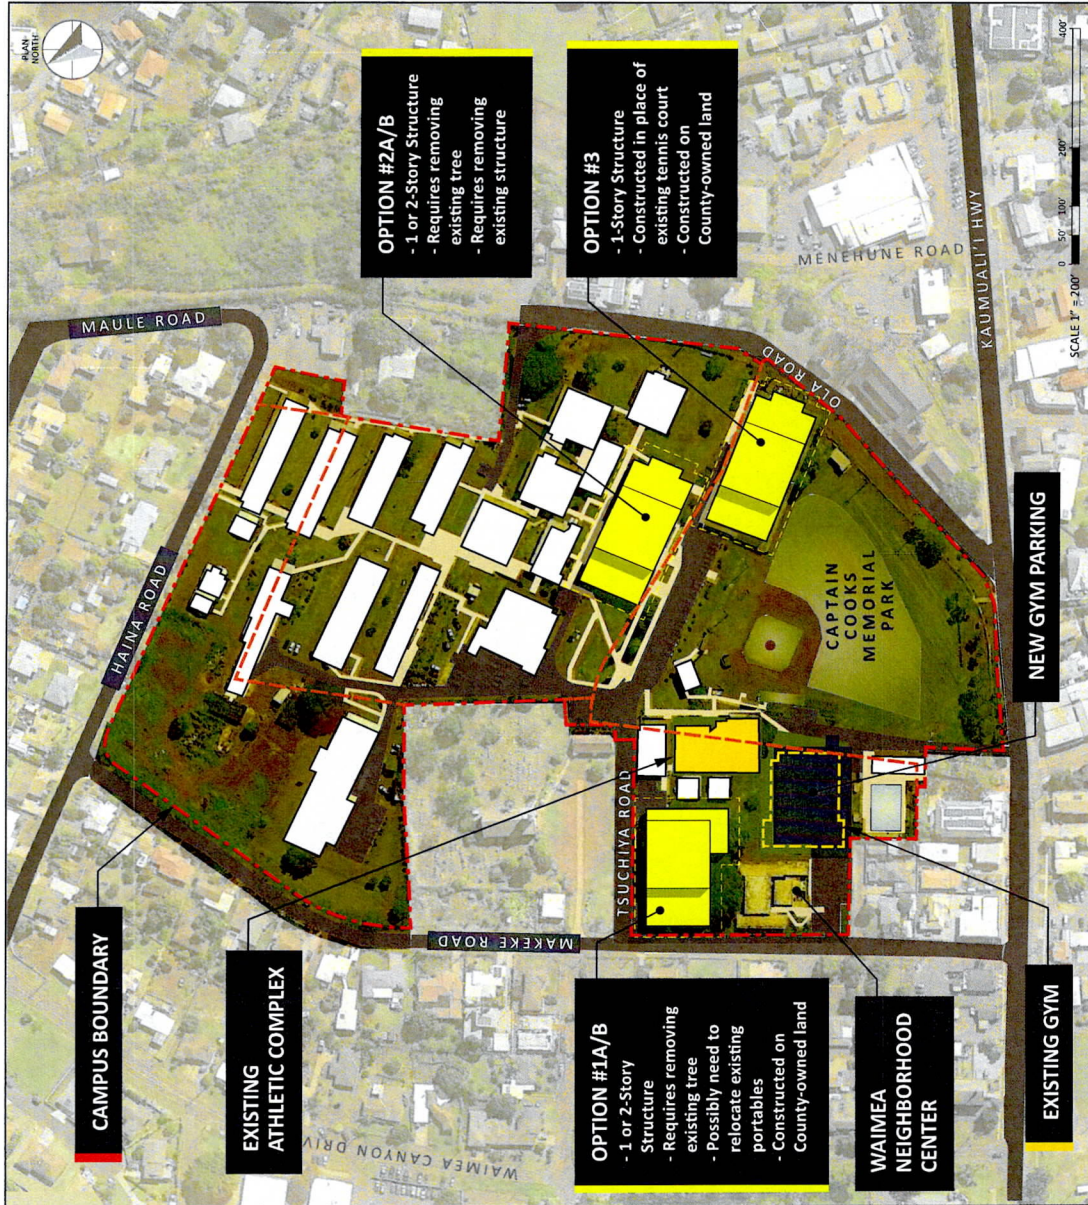 PLAN
NORTH
CAMPUS BOUNDARY
EXISTING
ATHLETIC COMPLEX
OPTION #1A/B
- 1 or 2-Story
Structure
- Requires removing
existing tree
- Possibly need to
relocate existing
portables
- Constructed on
County-owned land
WAIMEA
NEIGHBORHOOD
CENTER
EXISTING GYM
NEW GYM PARKING
OPTION #2A/B
- 1 or 2-Story Structure
- Requires removing
existing tree
- Requires removing
existing structure
OPTION #3
- 1-Story Structure
- Constructed in place of
existing tennis court
- Constructed on
County-owned land
MAULE ROAD
HAINA ROAD
MAKEKE ROAD
TSUCHIYA ROAD
OLA ROAD
MENEHUNE ROAD
KAUMUALI'I HWY
WAIMEA CANYON DRIV
CAPTAIN
COOKS
MEMORIAL
PARK
SCALE 1" = 200'
0 50' 100' 200' 400'